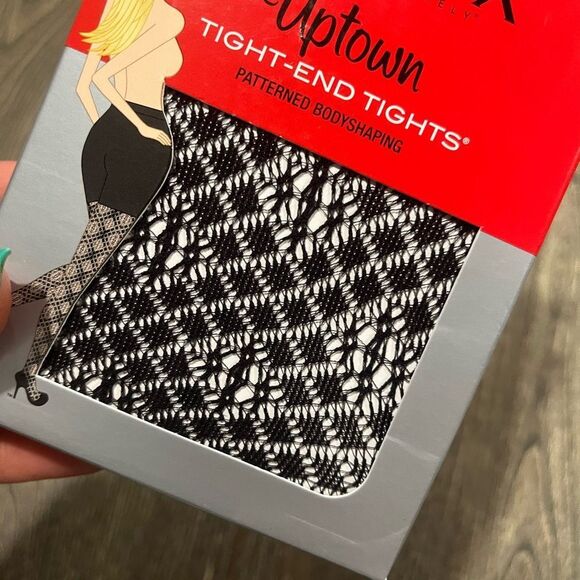 Uptown
TIGHT-END TIGHTS®
PATTERNED BODYSHAPING